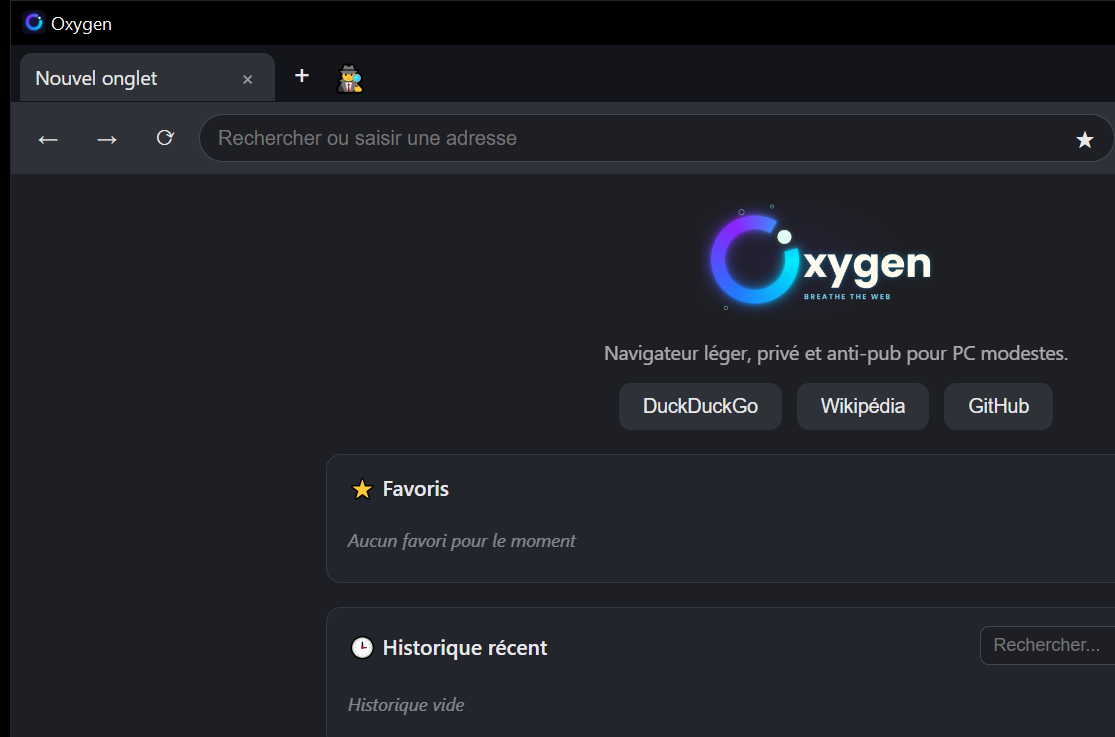 Oxygen
Nouvel onglet ×
+
← → ⟳ Rechercher ou saisir une adresse ★
Oxygen
BREATHE THE WEB
Navigateur léger, privé et anti-pub pour PC modestes.
DuckDuckGo Wikipédia GitHub
Favoris
Aucun favori pour le moment
Historique récent Rechercher...
Historique vide